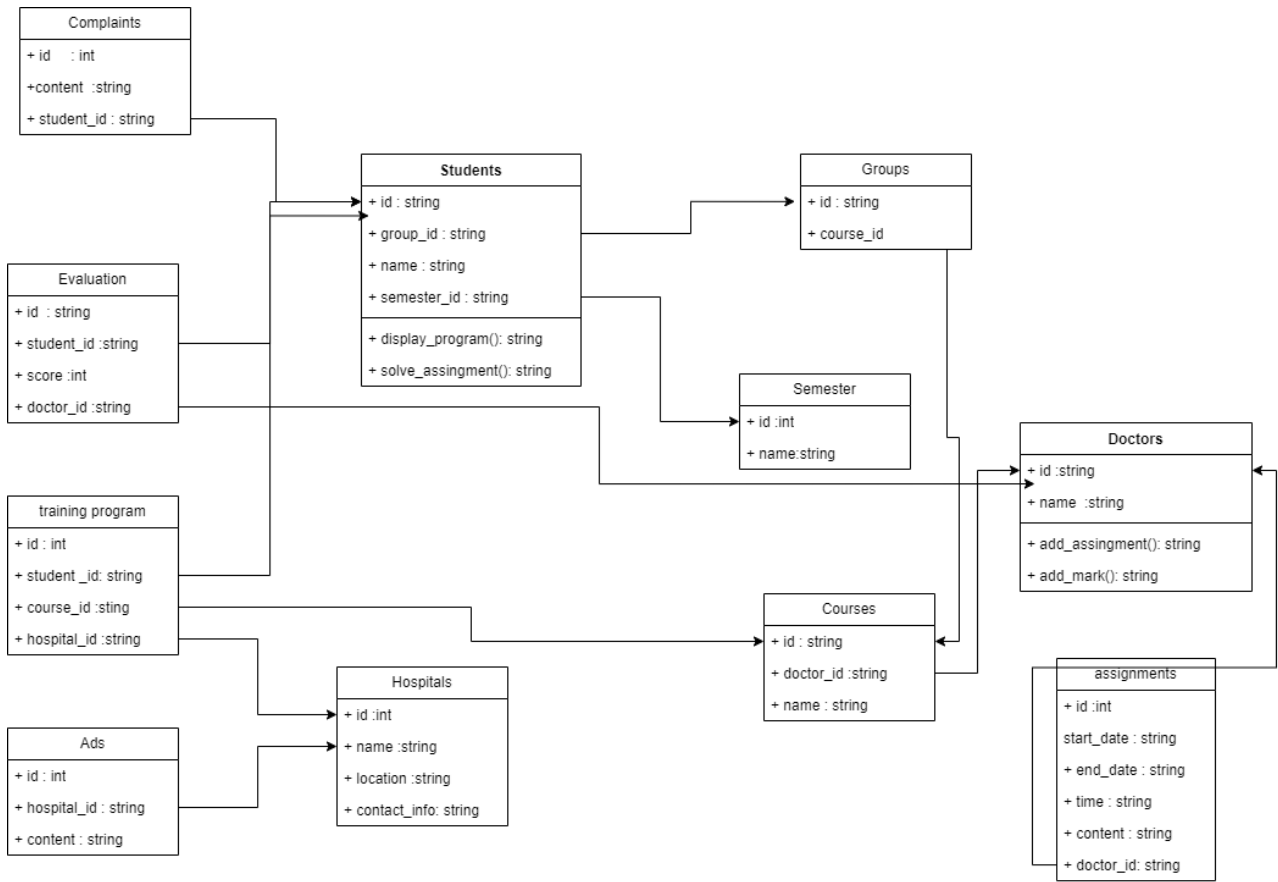 Complaints
+ id : int
+content :string
+ student_id : string
Students
+ id : string
+ group_id : string
+ name : string
+ semester_id : string
+ display_program(): string
+ solve_assingment(): string
Groups
+ id : string
+ course_id
Evaluation
+ id : string
+ student_id :string
+ score :int
+ doctor_id :string
Semester
+ id :int
+ name:string
Doctors
+ id :string
+ name :string
+ add_assingment(): string
+ add_mark(): string
training program
+ id : int
+ student _id: string
+ course_id :sting
+ hospital_id :string
Courses
+ id : string
+ doctor_id :string
+ name : string
Hospitals
+ id :int
+ name :string
+ location :string
+ contact_info: string
assignments
+ id :int
start_date : string
+ end_date : string
+ time : string
+ content : string
+ doctor_id: string
Ads
+ id : int
+ hospital_id : string
+ content : string